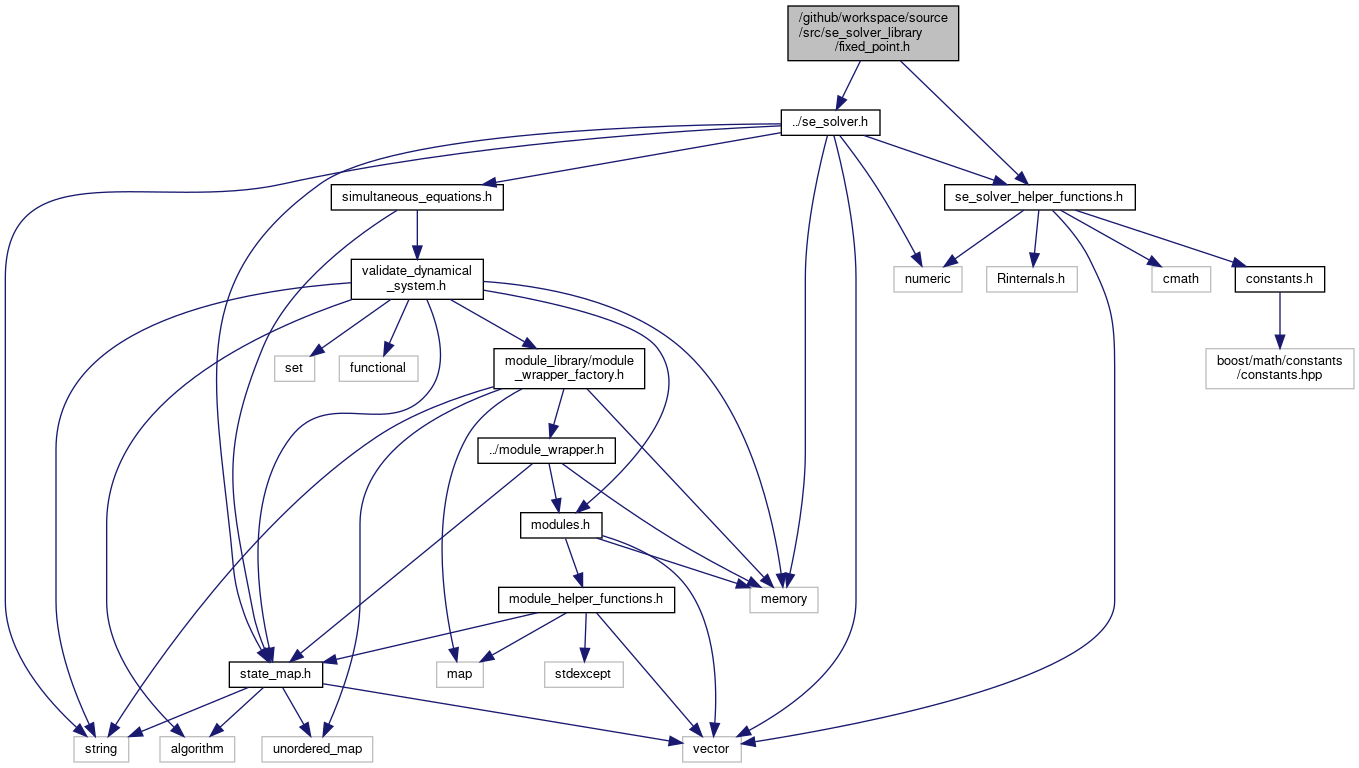 /github/workspace/source
/src/se_solver_library
/fixed_point.h
../se_solver.h
simultaneous_equations.h
se_solver_helper_functions.h
validate_dynamical
_system.h
numeric
Rinternals.h
cmath
constants.h
set
functional
module_library/module
_wrapper_factory.h
boost/math/constants
/constants.hpp
../module_wrapper.h
modules.h
module_helper_functions.h
memory
state_map.h
map
stdexcept
string
algorithm
unordered_map
vector